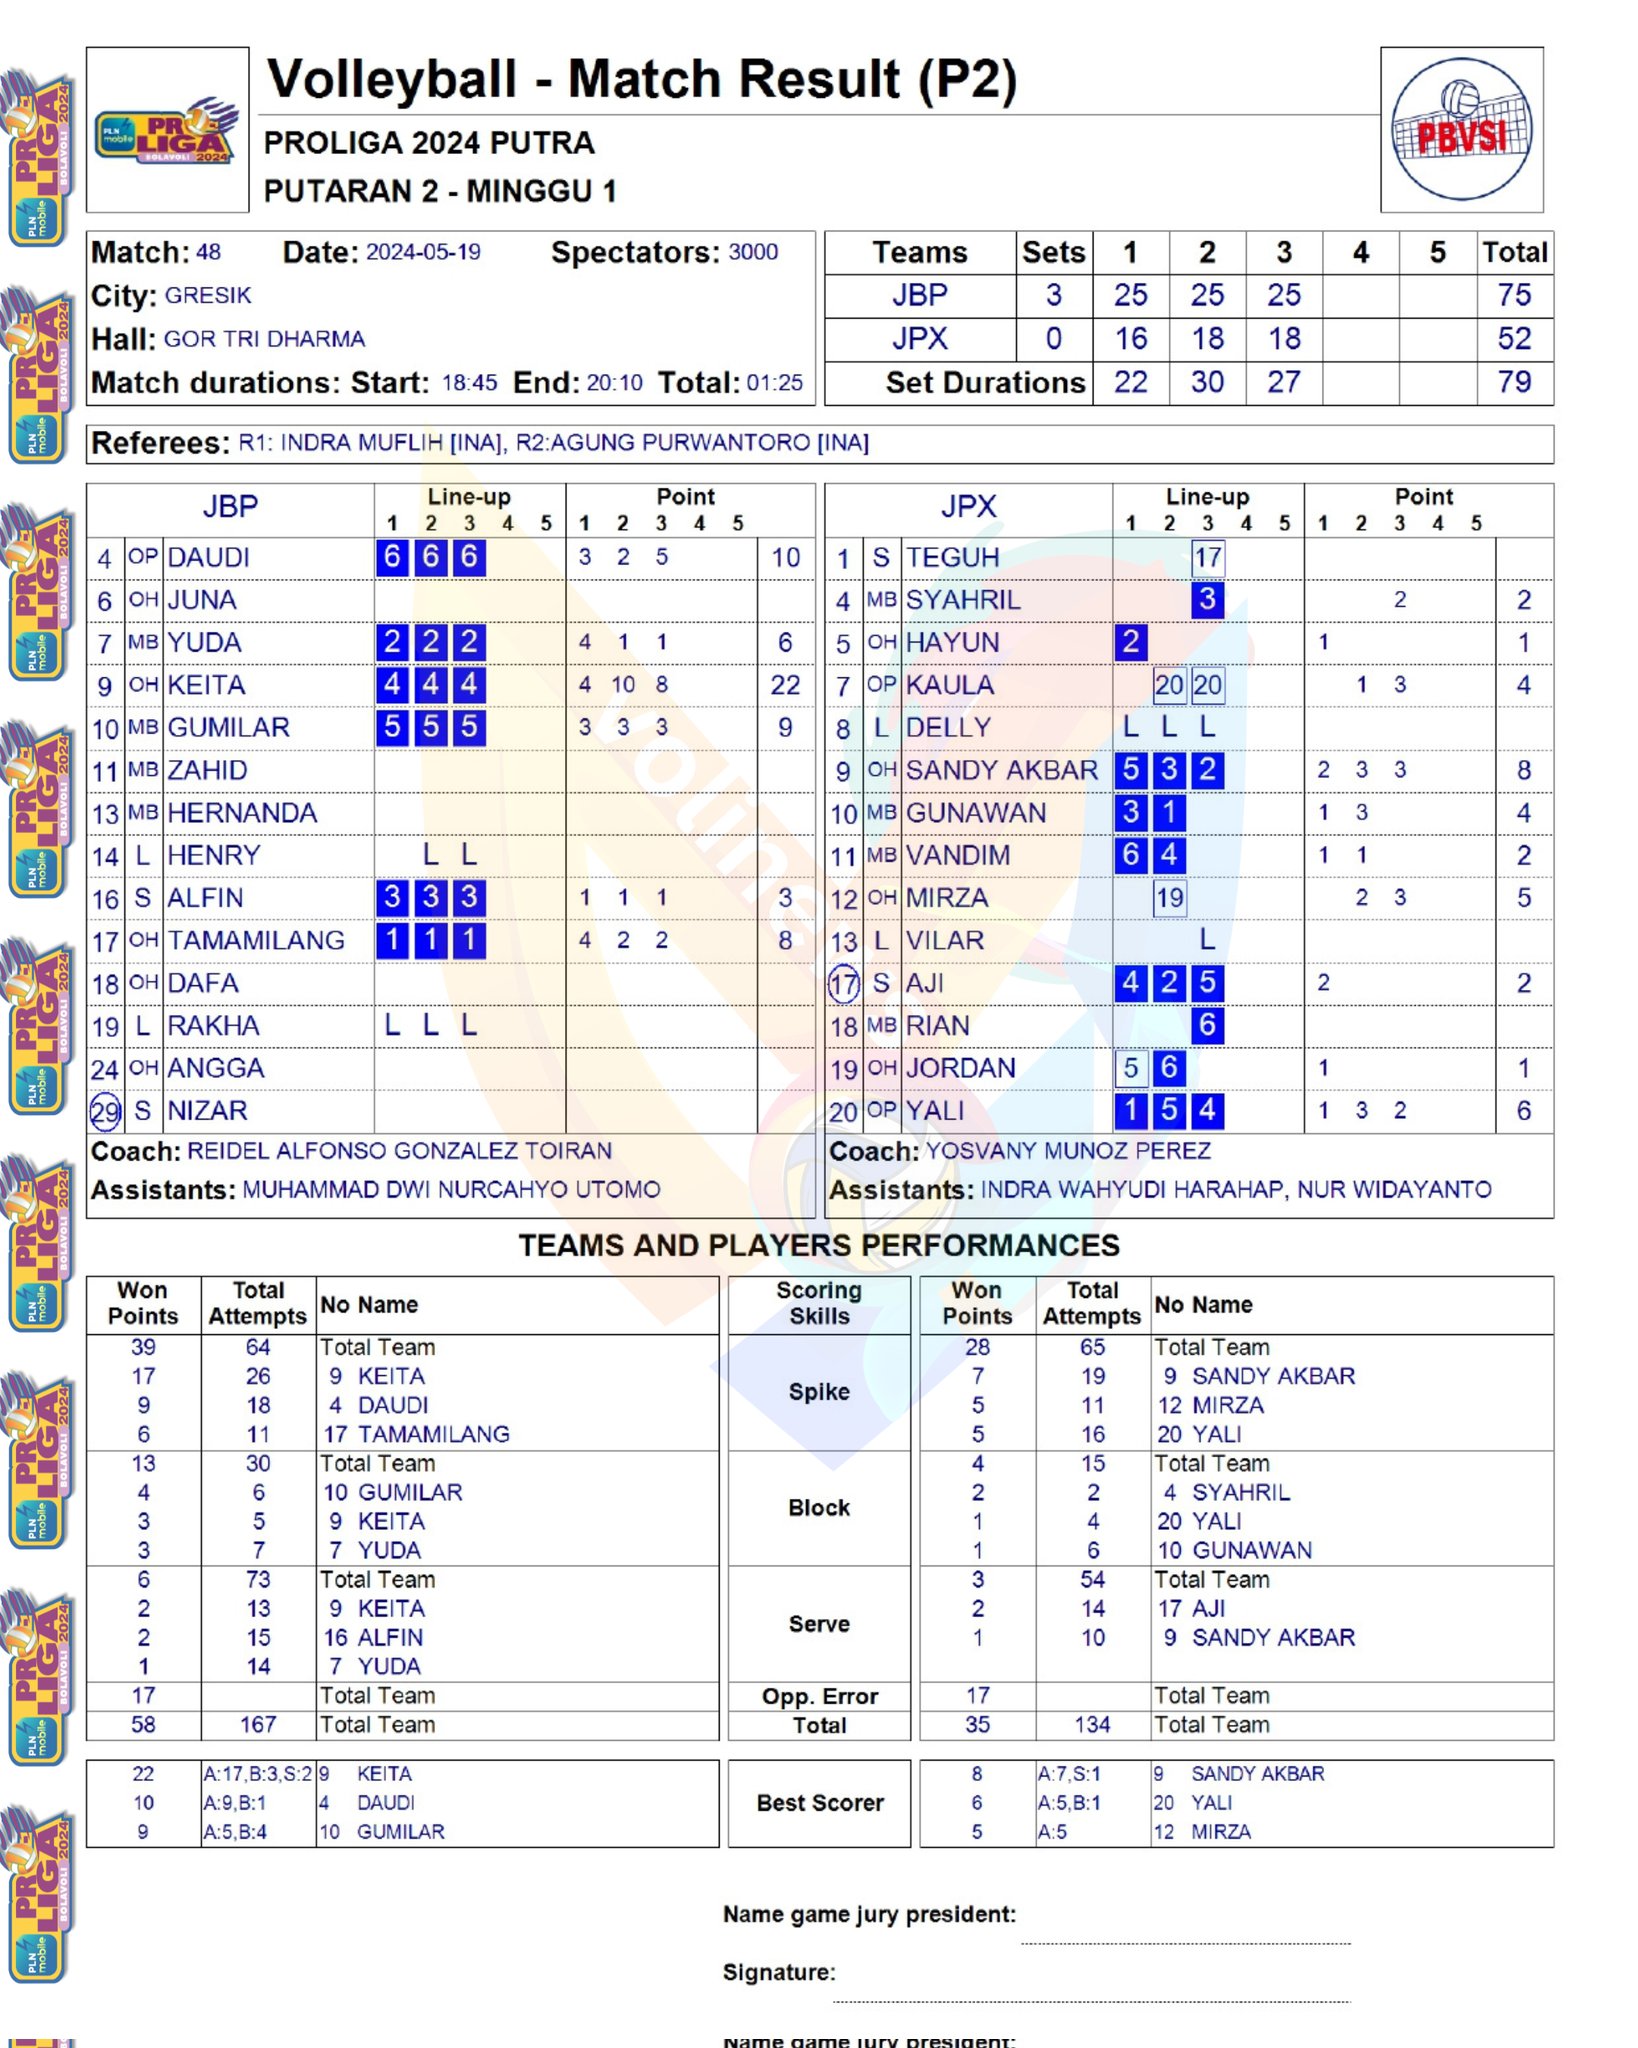 Volleyball - Match Result (P2)
PROLIGA 2024 PUTRA
PUTARAN 2 - MINGGU 1
PLN mobile PROLIGA BOLAVOLI 2024
PBVSI
Match: 48 Date: 2024-05-19 Spectators: 3000
City: GRESIK
Hall: GOR TRI DHARMA
Match durations: Start: 18:45 End: 20:10 Total: 01:25
Teams Sets 1 2 3 4 5 Total
JBP 3 25 25 25 75
JPX 0 16 18 18 52
Set Durations 22 30 27 79
Referees: R1: INDRA MUFLIH [INA], R2:AGUNG PURWANTORO [INA]
JBP Line-up Point
1 2 3 4 5 1 2 3 4 5
4 OP DAUDI 6 6 6 3 2 5 10
6 OH JUNA
7 MB YUDA 2 2 2 4 1 1 6
9 OH KEITA 4 4 4 4 10 8 22
10 MB GUMILAR 5 5 5 3 3 3 9
11 MB ZAHID
13 MB HERNANDA
14 L HENRY L L
16 S ALFIN 3 3 3 1 1 1 3
17 OH TAMAMILANG 1 1 1 4 2 2 8
18 OH DAFA
19 L RAKHA L L L
24 OH ANGGA
29 S NIZAR
Coach: REIDEL ALFONSO GONZALEZ TOIRAN
Assistants: MUHAMMAD DWI NURCAHYO UTOMO
JPX Line-up Point
1 2 3 4 5 1 2 3 4 5
1 S TEGUH 17
4 MB SYAHRIL 3 2 2
5 OH HAYUN 2 1 1
7 OP KAULA 20 20 1 3 4
8 L DELLY L L L
9 OH SANDY AKBAR 5 3 2 2 3 3 8
10 MB GUNAWAN 3 1 1 3 4
11 MB VANDIM 6 4 1 1 2
12 OH MIRZA 19 2 3 5
13 L VILAR L
17 S AJI 4 2 5 2 2
18 MB RIAN 6
19 OH JORDAN 5 6 1 1
20 OP YALI 1 5 4 1 3 2 6
Coach: YOSVANY MUNOZ PEREZ
Assistants: INDRA WAHYUDI HARAHAP, NUR WIDAYANTO
TEAMS AND PLAYERS PERFORMANCES
Won Points Total Attempts No Name Scoring Skills Won Points Total Attempts No Name
39 64 Total Team Spike 28 65 Total Team
17 26 9 KEITA 7 19 9 SANDY AKBAR
9 18 4 DAUDI 5 11 12 MIRZA
6 11 17 TAMAMILANG 5 16 20 YALI
13 30 Total Team Block 4 15 Total Team
4 6 10 GUMILAR 2 2 4 SYAHRIL
3 5 9 KEITA 1 4 20 YALI
3 7 7 YUDA 1 6 10 GUNAWAN
6 73 Total Team Serve 3 54 Total Team
2 13 9 KEITA 2 14 17 AJI
2 15 16 ALFIN 1 10 9 SANDY AKBAR
1 14 7 YUDA
17 Total Team Opp. Error 17 Total Team
58 167 Total Team Total 35 134 Total Team
22 A:17,B:3,S:2 9 KEITA Best Scorer 8 A:7,S:1 9 SANDY AKBAR
10 A:9,B:1 4 DAUDI 6 A:5,B:1 20 YALI
9 A:5,B:4 10 GUMILAR 5 A:5 12 MIRZA
Name game jury president:
Signature:
Name game jury president: